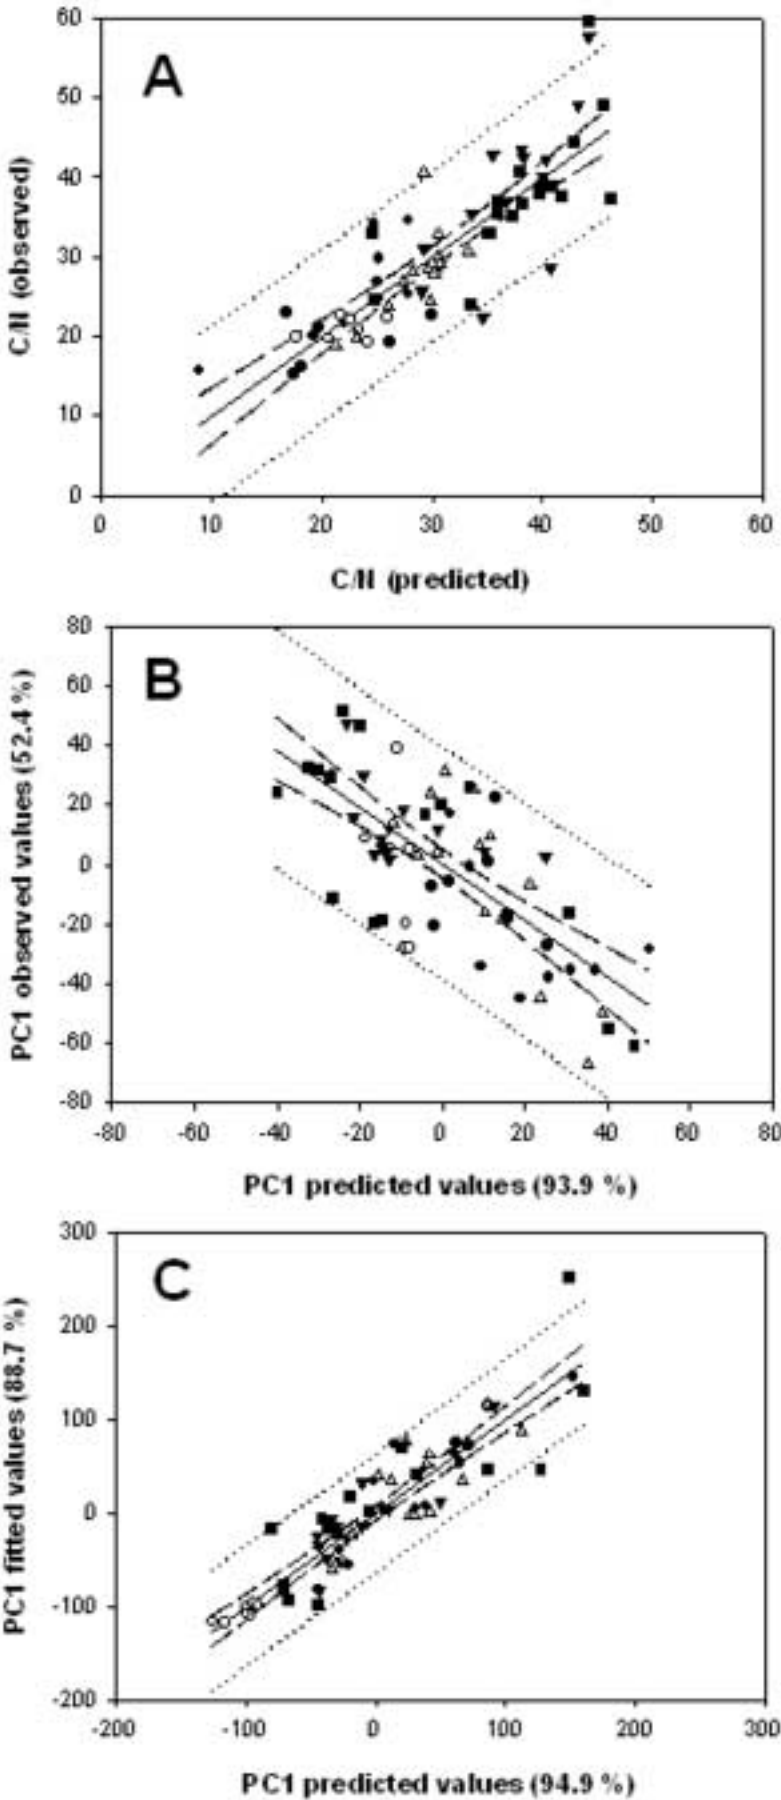 A
60
50
40
30
20
10
0
C/N (observed)
0 10 20 30 40 50 60
C/N (predicted)
B
80
60
40
20
0
-20
-40
-60
-80
PC1 observed values (52.4 %)
-80 -60 -40 -20 0 20 40 60 80
PC1 predicted values (93.9 %)
C
300
200
100
0
-100
-200
PC1 fitted values (88.7 %)
-200 -100 0 100 200 300
PC1 predicted values (94.9 %)